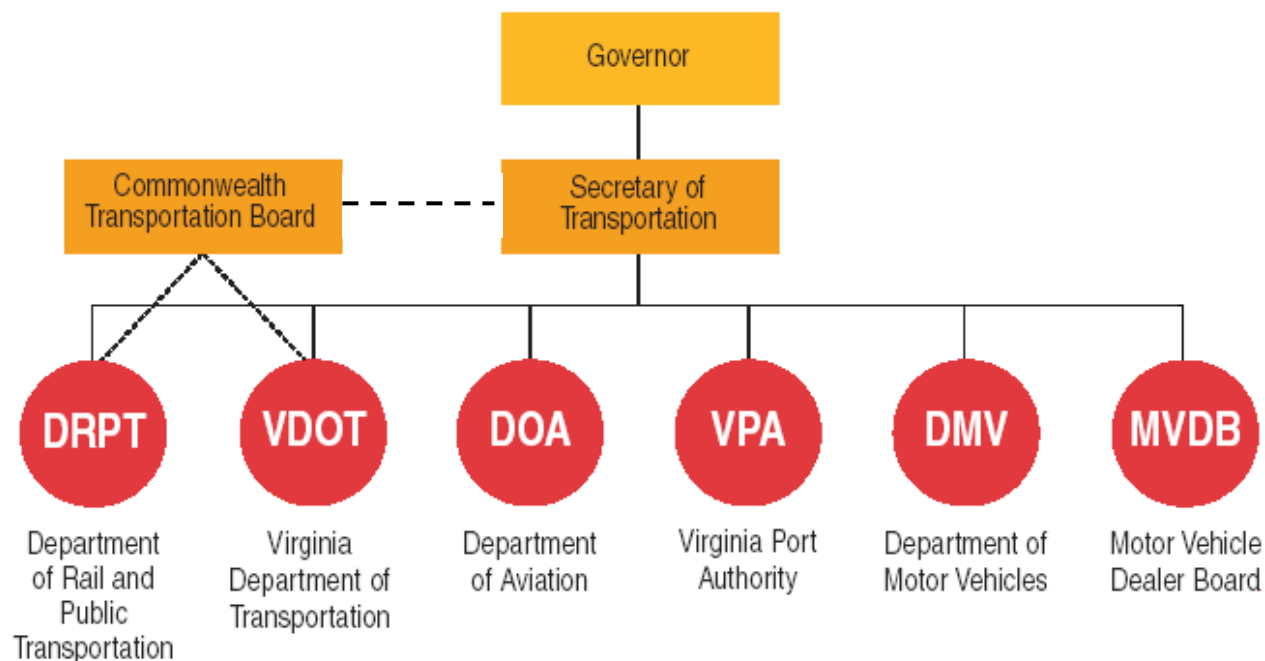 Governor
Commonwealth
Transportation Board
Secretary of
Transportation
DRPT
VDOT
DOA
VPA
DMV
MVDB
Department
of Rail and
Public
Transportation
Virginia
Department of
Transportation
Department
of Aviation
Virginia Port
Authority
Department of
Motor Vehicles
Motor Vehicle
Dealer Board